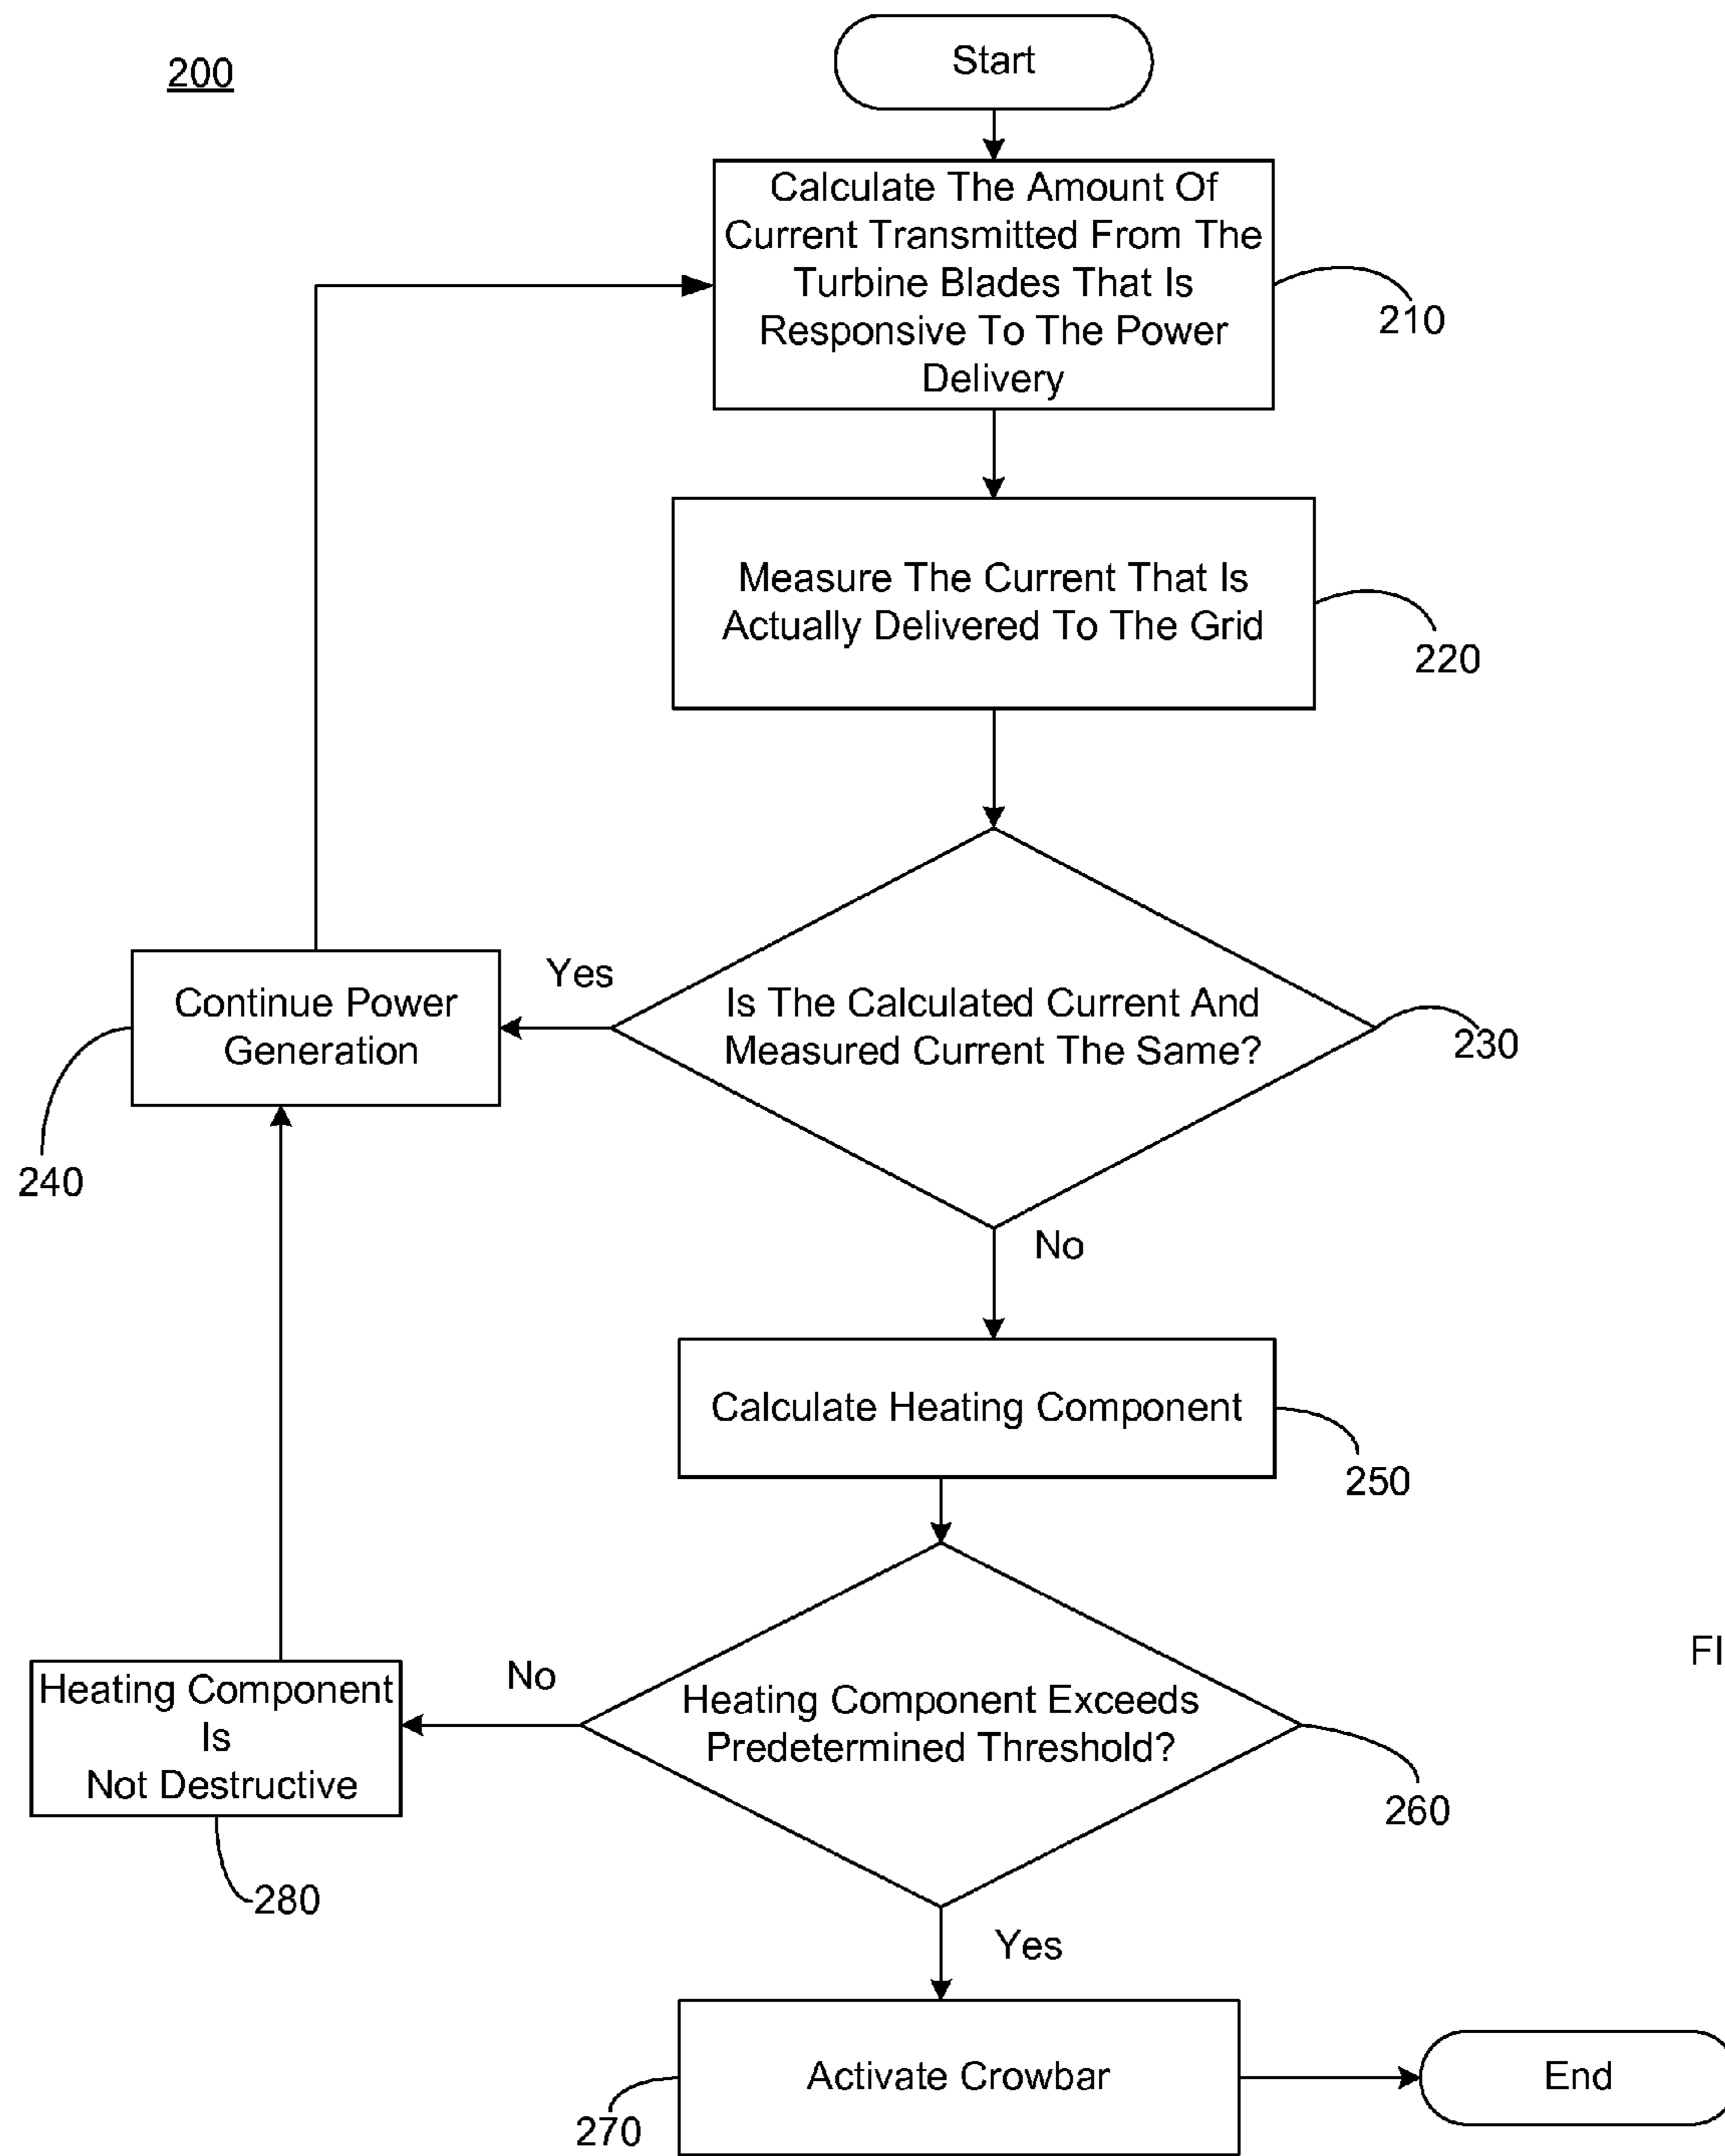 200
Start
Calculate The Amount Of
Current Transmitted From The
Turbine Blades That Is
Responsive To The Power
Delivery
210
Measure The Current That Is
Actually Delivered To The Grid
220
Yes
Is The Calculated Current And
Measured Current The Same?
230
Continue Power
Generation
240
No
Calculate Heating Component
250
No
Heating Component Exceeds
Predetermined Threshold?
260
Heating Component
Is
Not Destructive
280
FI
Yes
Activate Crowbar
270
End